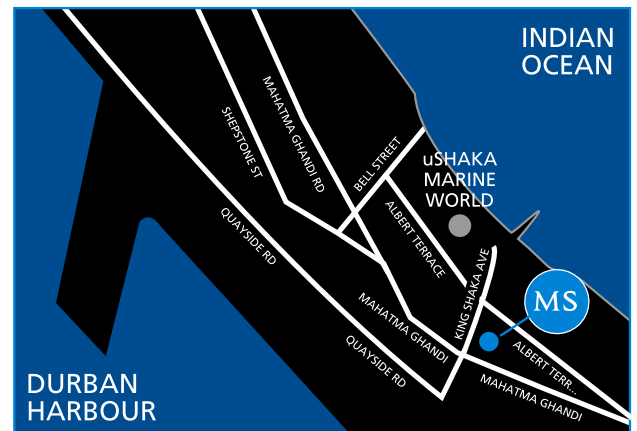 INDIAN
OCEAN
MAHATMA GHANDI RD
SHEPSTONE ST
BELL STREET
uSHAKA
MARINE
WORLD
ALBERT TERRACE
QUAYSIDE RD
KING SHAKA AVE
MS
MAHATMA GHANDI
QUAYSIDE RD
ALBERT TERR...
MAHATMA GHANDI
DURBAN
HARBOUR